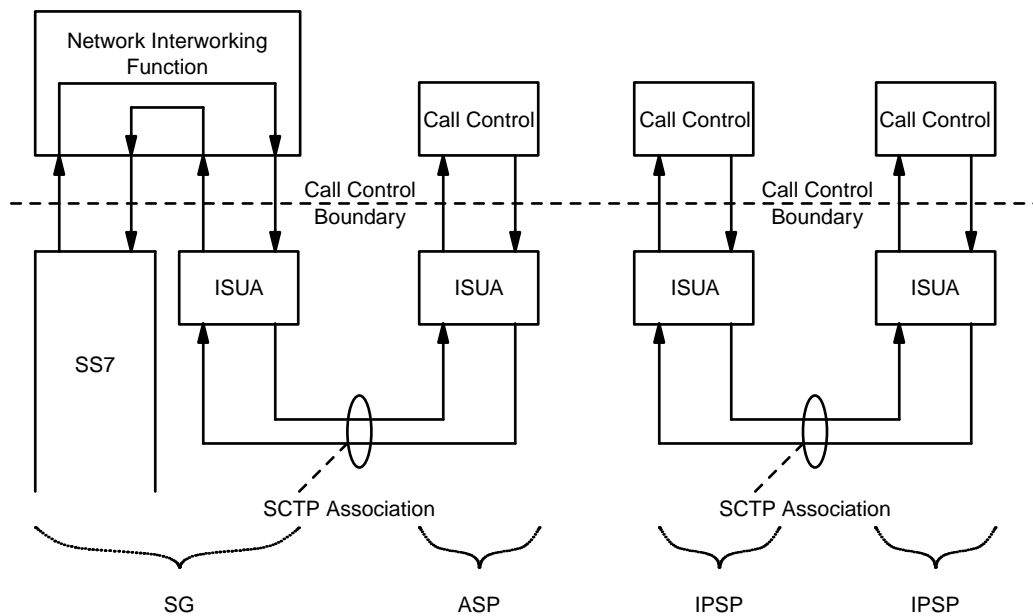 Network Interworking
Function
Call Control
Call Control
Call Control
Call Control
Boundary
Call Control
Boundary
ISUA
ISUA
ISUA
ISUA
SS7
SCTP Association
SCTP Association
SG
ASP
IPSP
IPSP